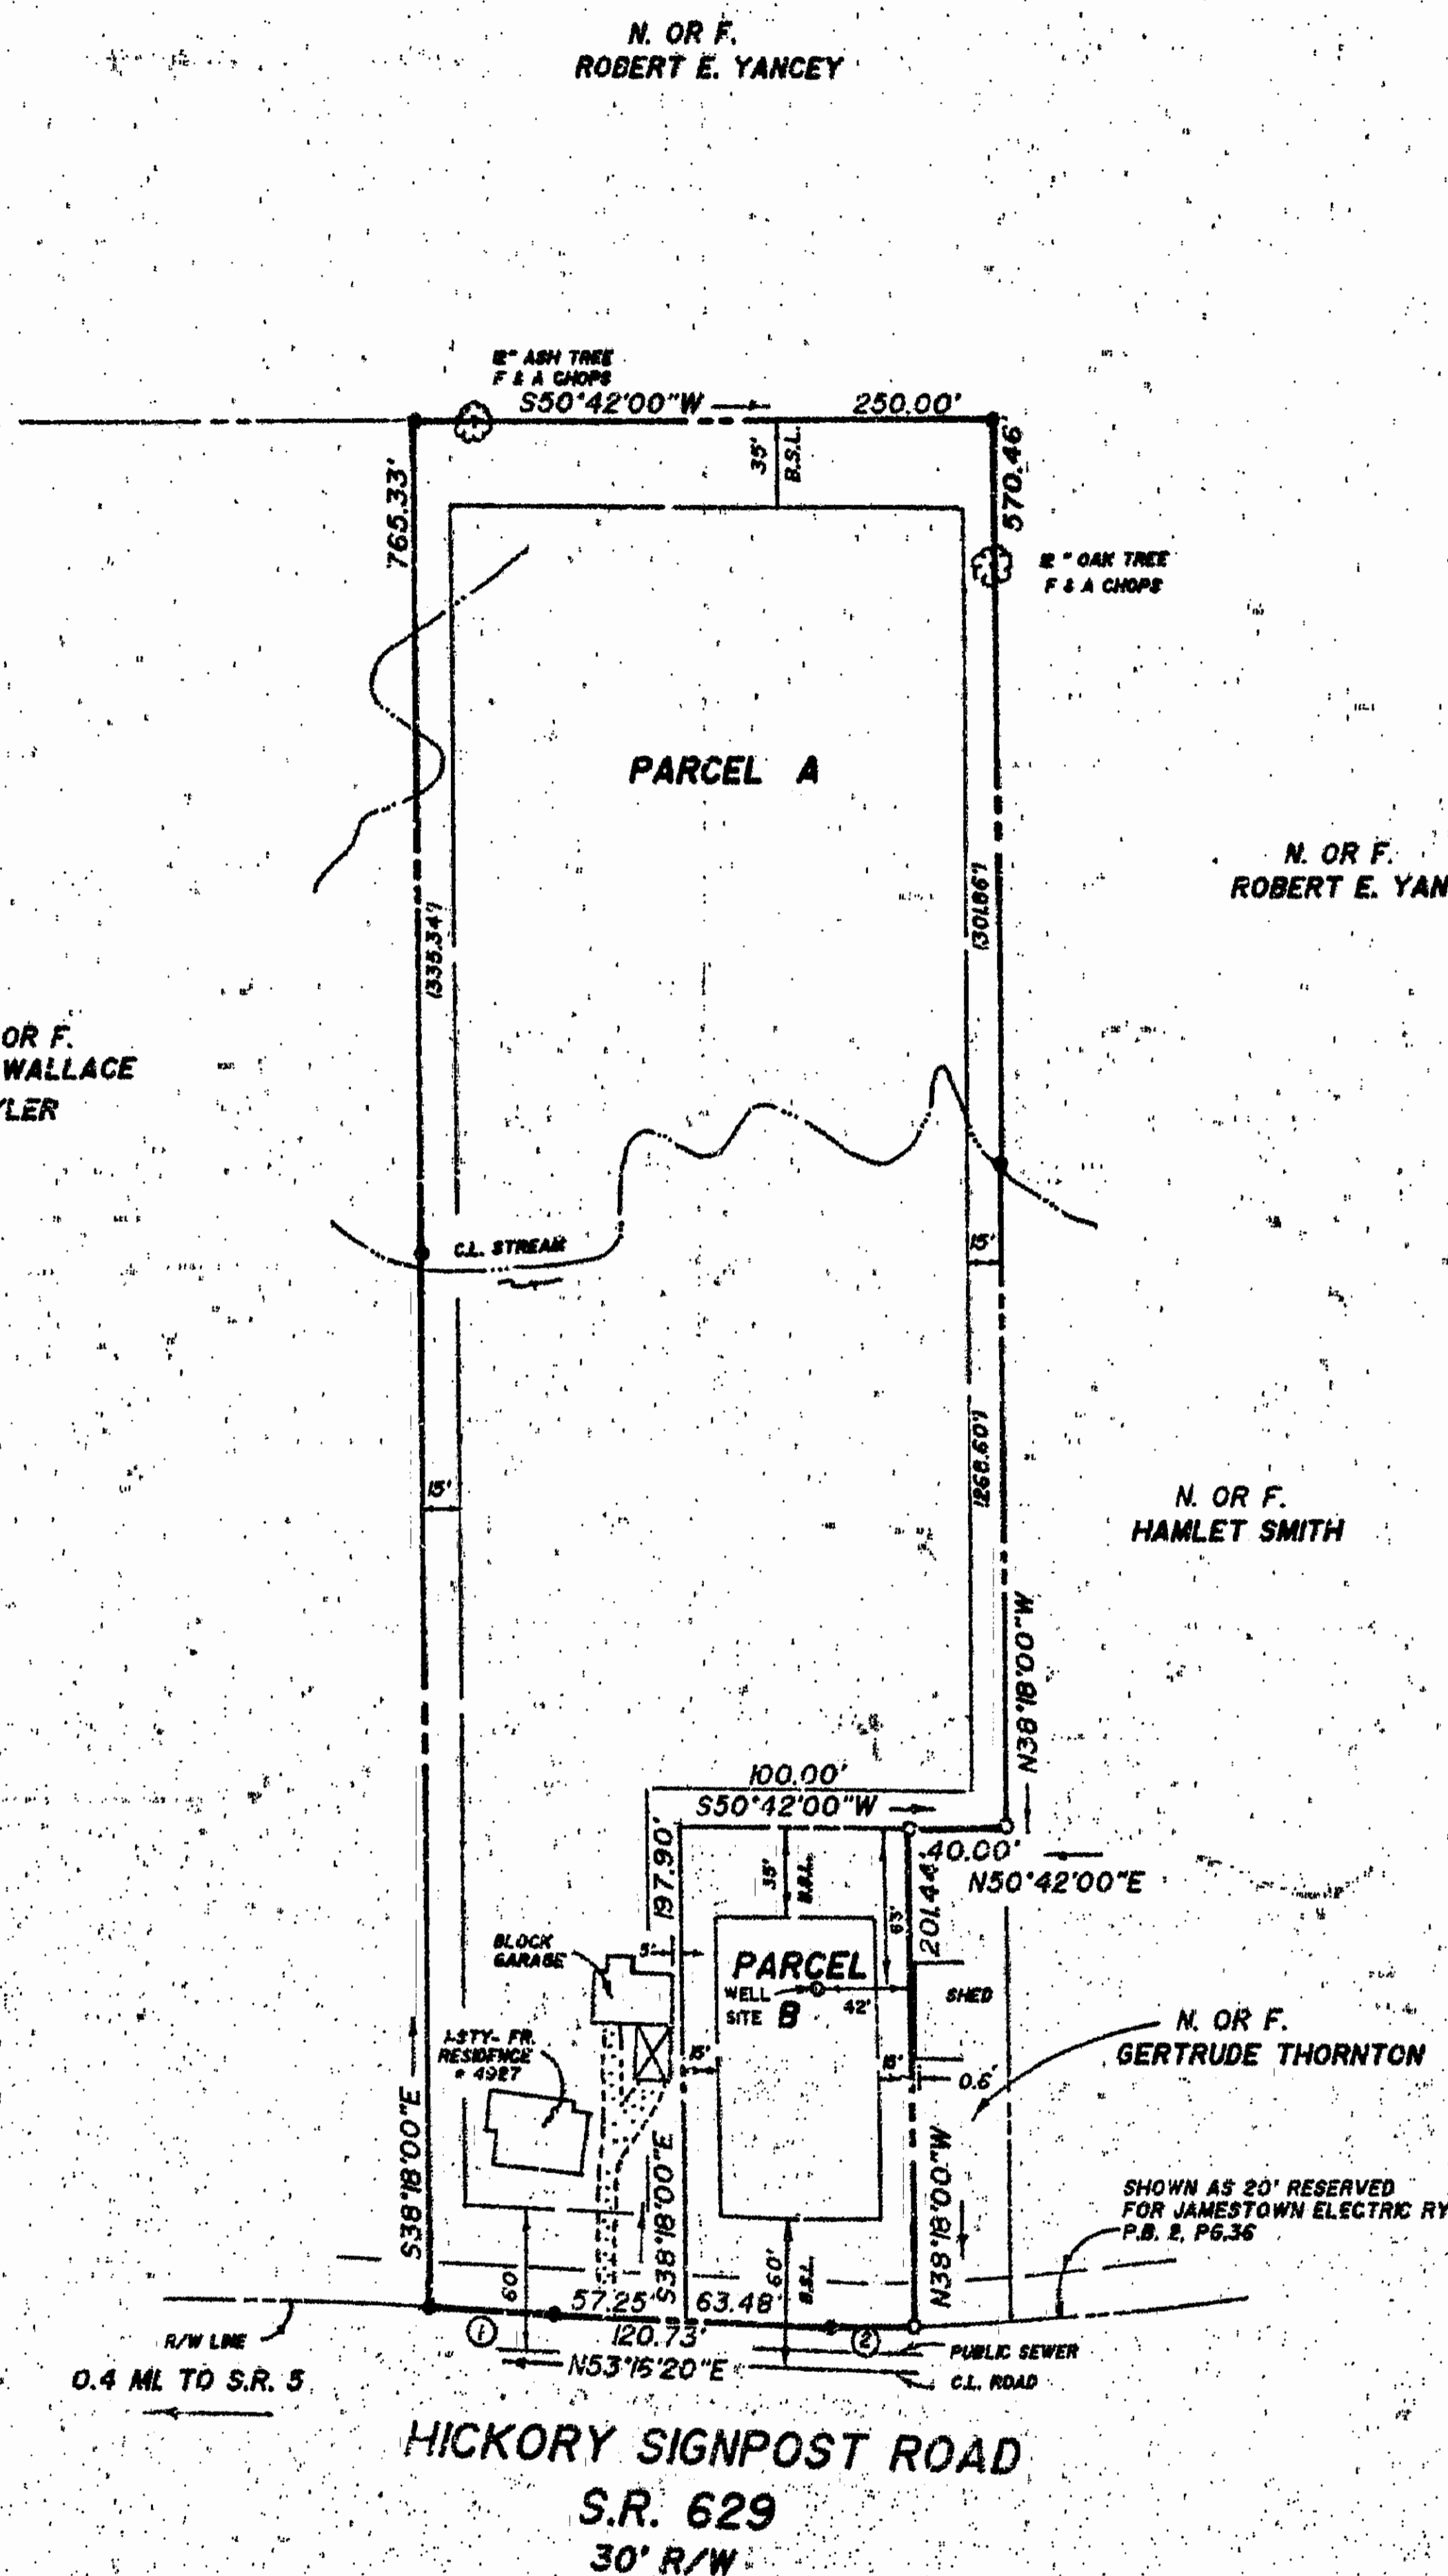 N. OR F.
ROBERT E. YANCEY
12" ASH TREE
F & A CHOPS
S50°42'00"W
250.00'
765.33'
35'
B.S.L.
570.46'
12" OAK TREE
F & A CHOPS
PARCEL A
N. OR F.
ROBERT E. YAN
(335.34')
(301.86')
OR F.
WALLACE
YLER
C.L. STREAM
15'
(268.60')
15'
N. OR F.
HAMLET SMITH
N38°18'00"W
100.00'
S50°42'00"W
40.00'
N50°42'00"E
197.90'
35'
B.S.L.
63'
201.44'
BLOCK
GARAGE
5'
PARCEL
WELL
SITE B
42'
SHED
1-STY- FR.
RESIDENCE
# 4927
15'
15'
0.6'
N. OR F.
GERTRUDE THORNTON
S38°18'00"E
S38°18'00"E
N38°18'00"W
SHOWN AS 20' RESERVED
FOR JAMESTOWN ELECTRIC RY
P.B. 2, PG.36
60'
60'
B.S.L.
57.25'
63.48'
R/W LINE
1
120.73'
2
PUBLIC SEWER
N53°15'20"E
C.L. ROAD
0.4 MI. TO S.R. 5
HICKORY SIGNPOST ROAD
S.R. 629
30' R/W